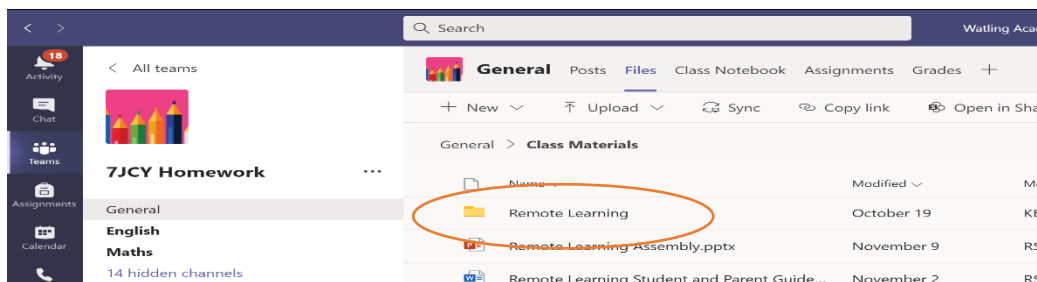 < >
Search
Watling Aca
18
Activity
Chat
Teams
Assignments
Calendar
< All teams
7JCY Homework ...
General
English
Maths
14 hidden channels
General Posts Files Class Notebook Assignments Grades +
+ New Upload Sync Copy link Open in Sha
General > Class Materials
Name Modified M
Remote Learning October 19 KE
Remote Learning Assembly.pptx November 9 RS
Remote Learning Student and Parent Guide... November 2 RS